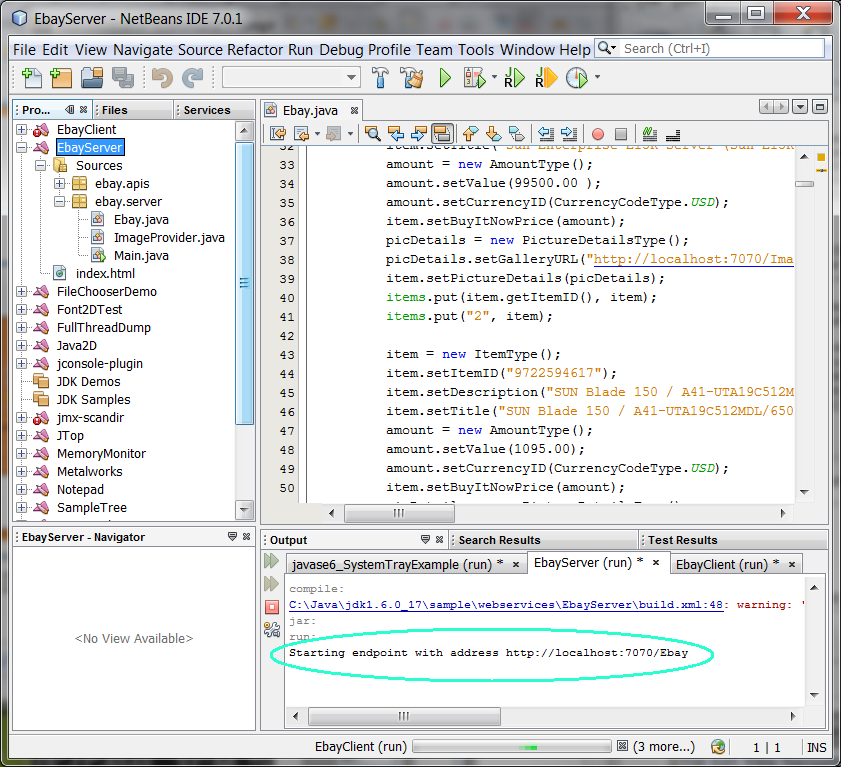 EbayServer - NetBeans IDE 7.0.1
File Edit View Navigate Source Refactor Run Debug Profile Team Tools Window Help Search (Ctrl+I)
Pro... Files Services
EbayClient
EbayServer
Sources
ebay.apis
ebay.server
Ebay.java
ImageProvider.java
Main.java
index.html
FileChooserDemo
Font2DTest
FullThreadDump
Java2D
jconsole-plugin
JDK Demos
JDK Samples
jmx-scandir
JTop
MemoryMonitor
Metalworks
Notepad
SampleTree
Ebay.java
33 amount = new AmountType();
34 amount.setValue(99500.00 );
35 amount.setCurrencyID(CurrencyCodeType.USD);
36 item.setBuyItNowPrice(amount);
37 picDetails = new PictureDetailsType();
38 picDetails.setGalleryURL("http://localhost:7070/Ima
39 item.setPictureDetails(picDetails);
40 items.put(item.getItemID(), item);
41 items.put("2", item);
42
43 item = new ItemType();
44 item.setItemID("9722594617");
45 item.setDescription("SUN Blade 150 / A41-UTA19C512M
46 item.setTitle("SUN Blade 150 / A41-UTA19C512MDL/650
47 amount = new AmountType();
48 amount.setValue(1095.00);
49 amount.setCurrencyID(CurrencyCodeType.USD);
50 item.setBuyItNowPrice(amount);
EbayServer - Navigator
<No View Available>
Output Search Results Test Results
javase6_SystemTrayExample (run) * EbayServer (run) * EbayClient (run) *
compile:
C:\Java\jdk1.6.0_17\sample\webservices\EbayServer\build.xml:48: warning: '
jar:
run:
Starting endpoint with address http://localhost:7070/Ebay
EbayClient (run) (3 more...) 1 | 1 INS